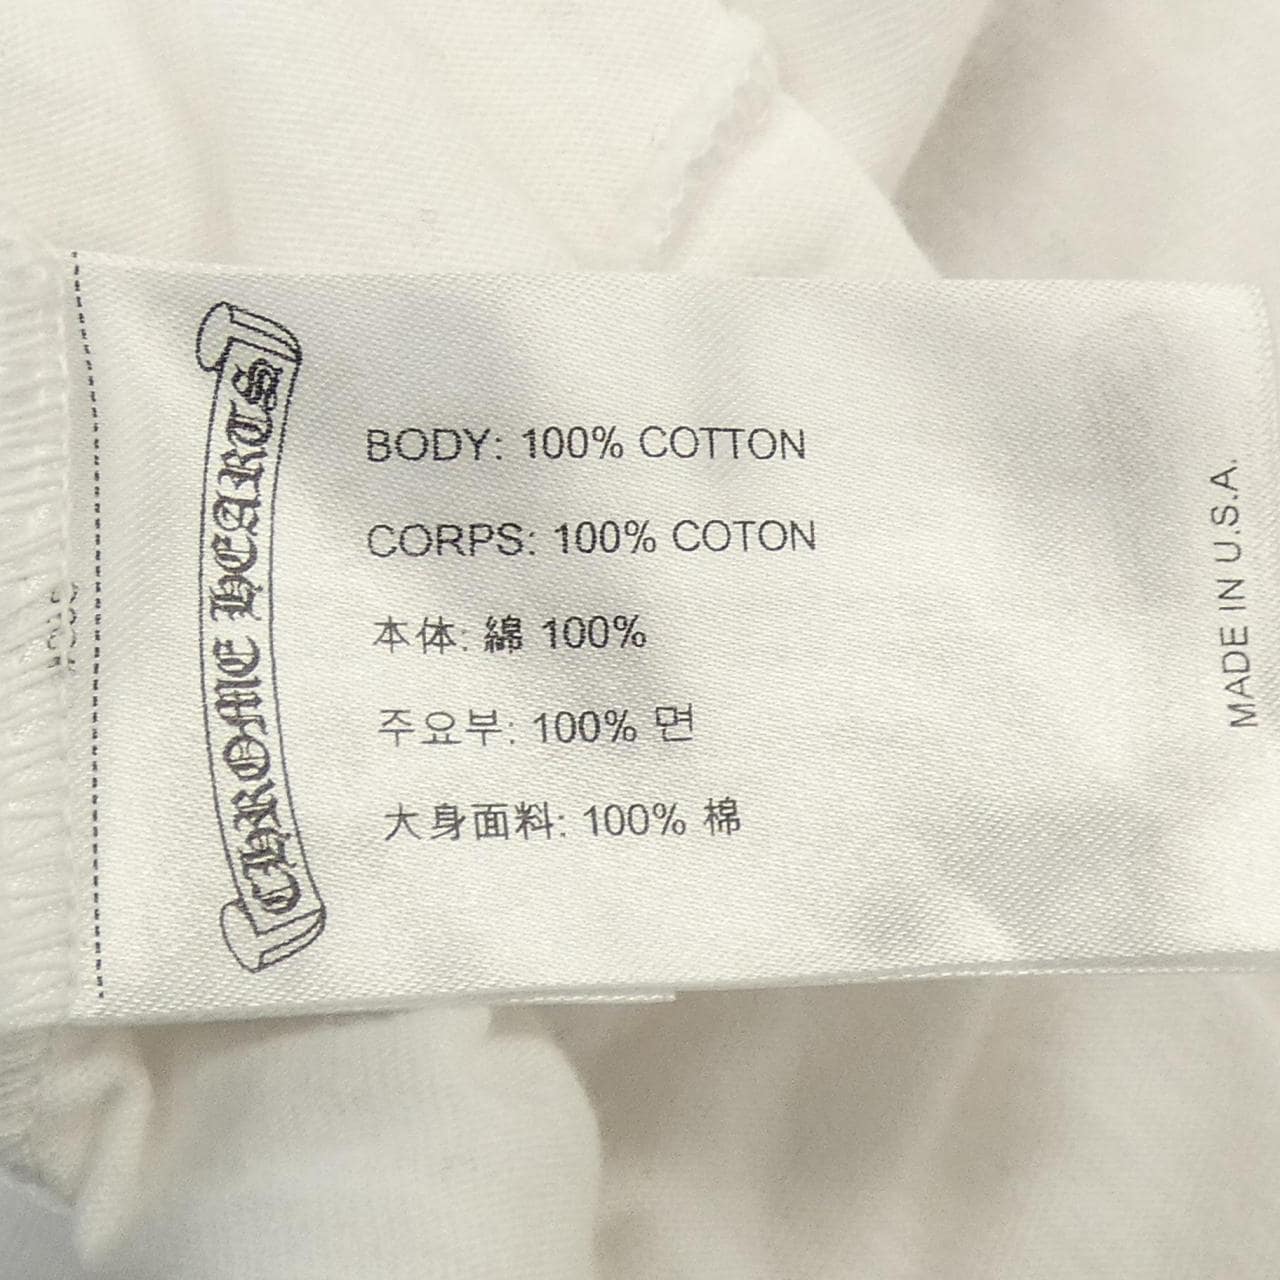 CHROME HEARTS
BODY: 100% COTTON
CORPS: 100% COTON
本体: 綿 100%
주요부: 100% 면
大身面料: 100% 棉
MADE IN U.S.A.